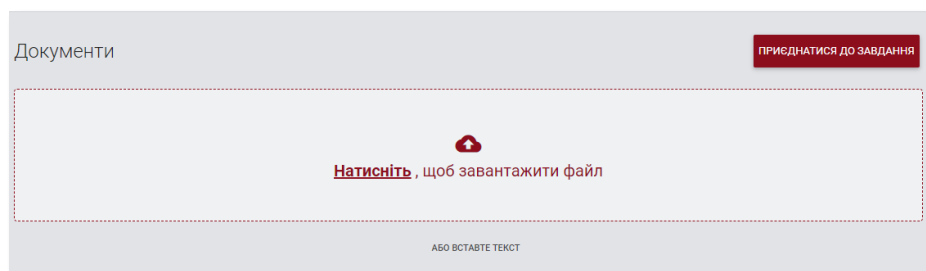 Документи
ПРИЄДНАТИСЯ ДО ЗАВДАННЯ
Натисніть , щоб завантажити файл
АБО ВСТАВТЕ ТЕКСТ